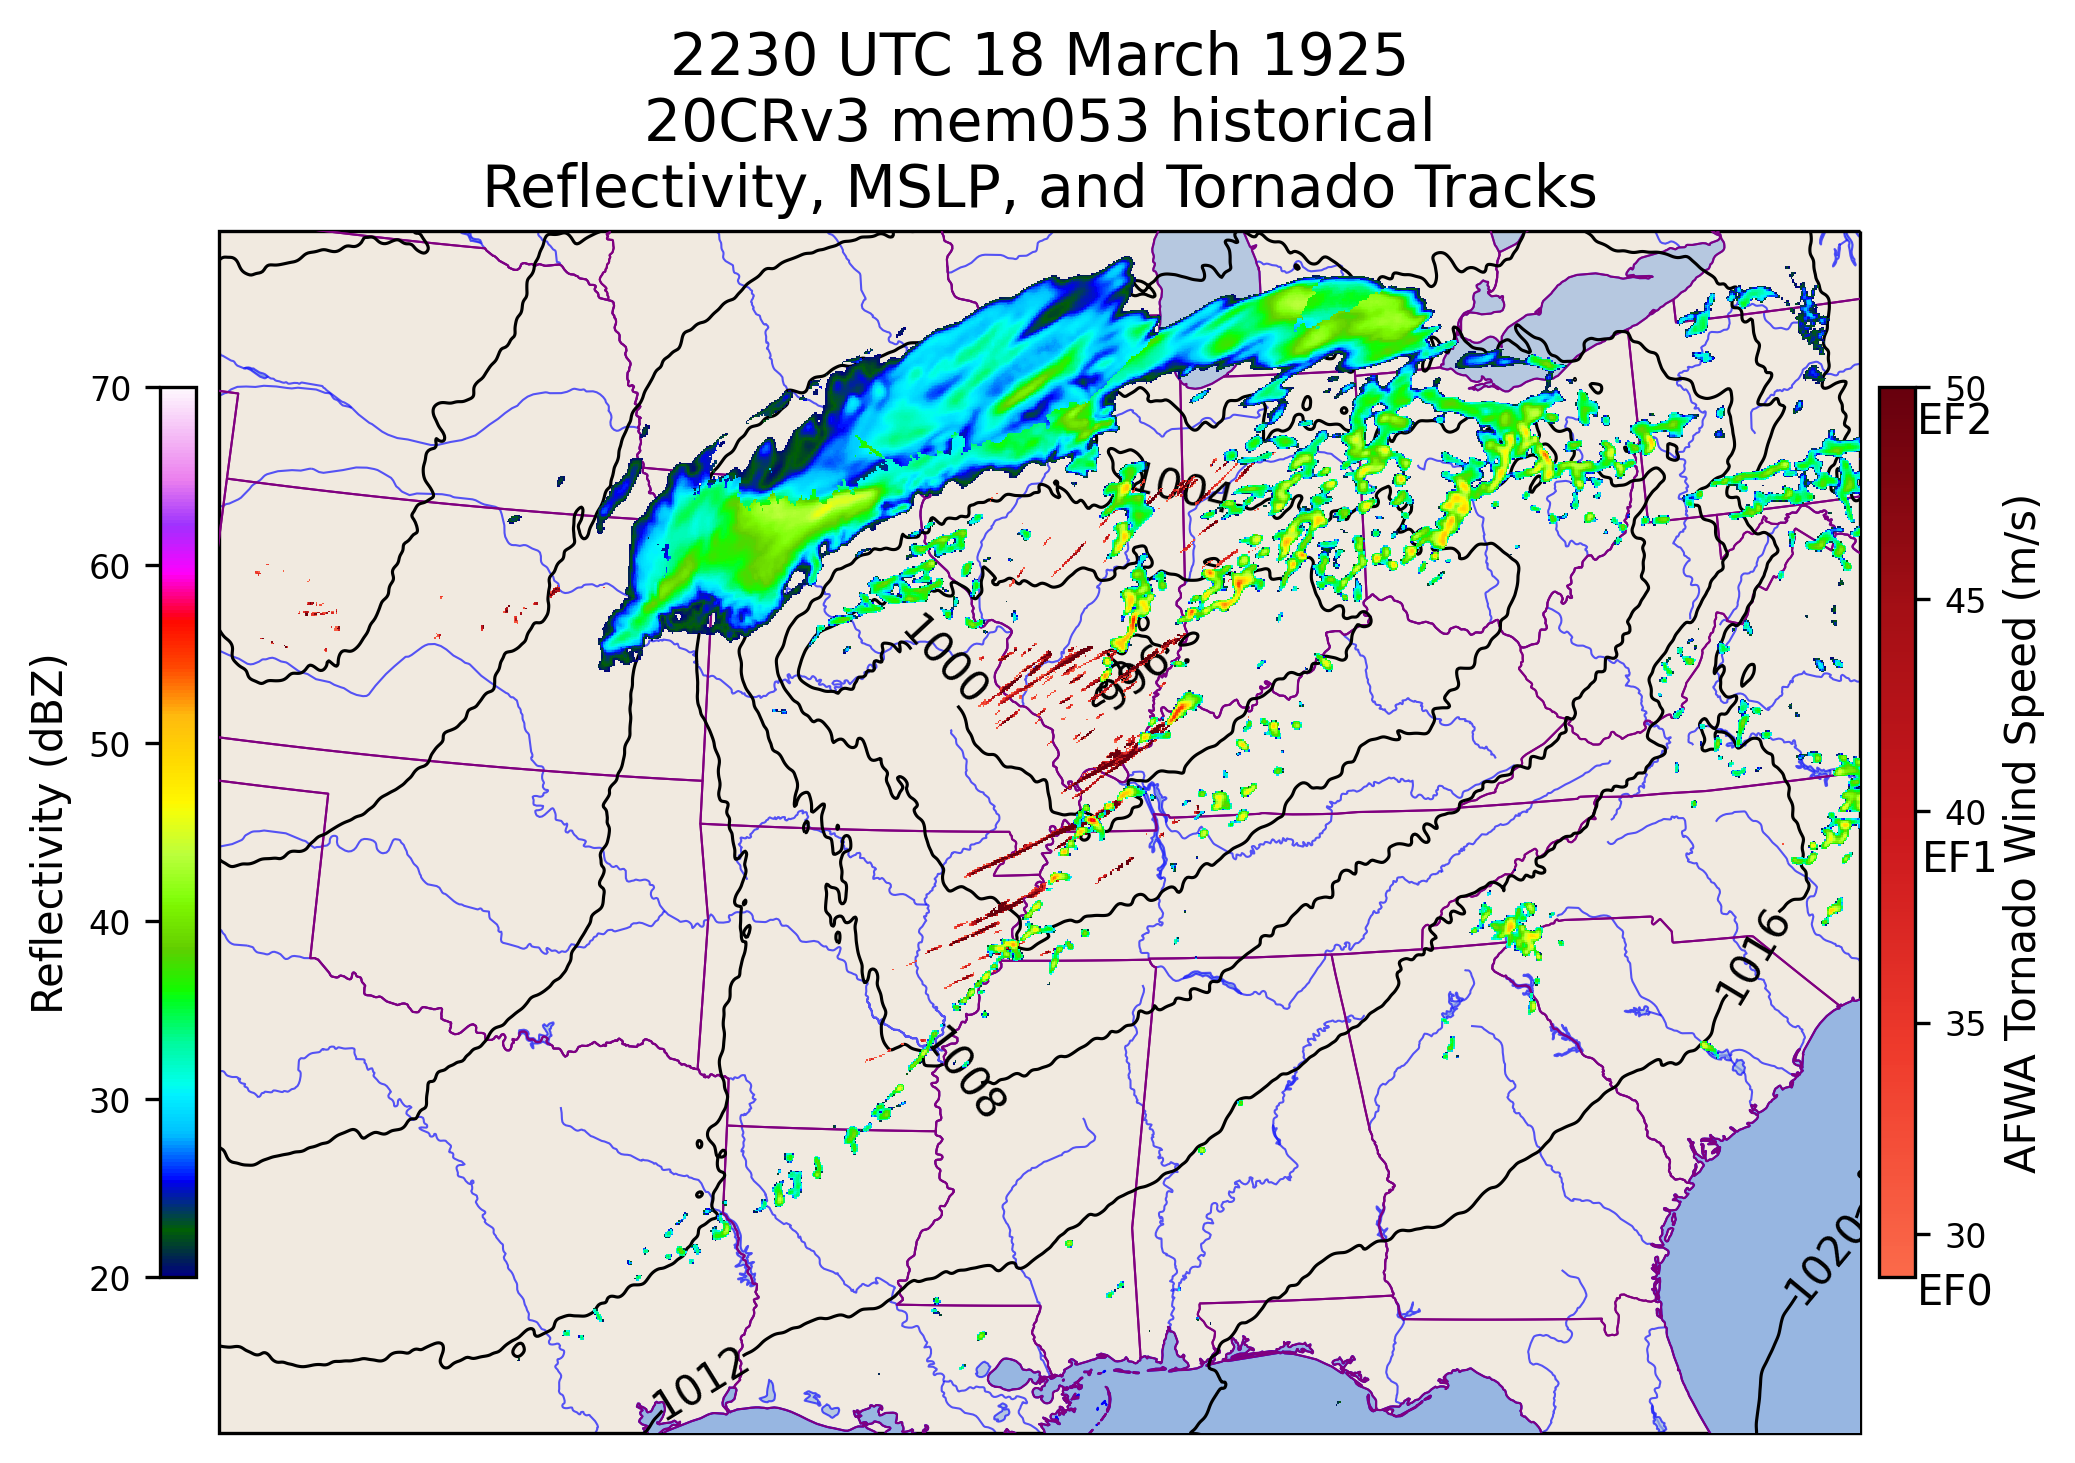 2230 UTC 18 March 1925
20CRv3 mem053 historical
Reflectivity, MSLP, and Tornado Tracks
Reflectivity (dBZ)
70
60
50
40
30
20
1004
1000
996
1008
1016
1020
1012
50
EF2
45
40
EF1
35
30
EF0
AFWA Tornado Wind Speed (m/s)